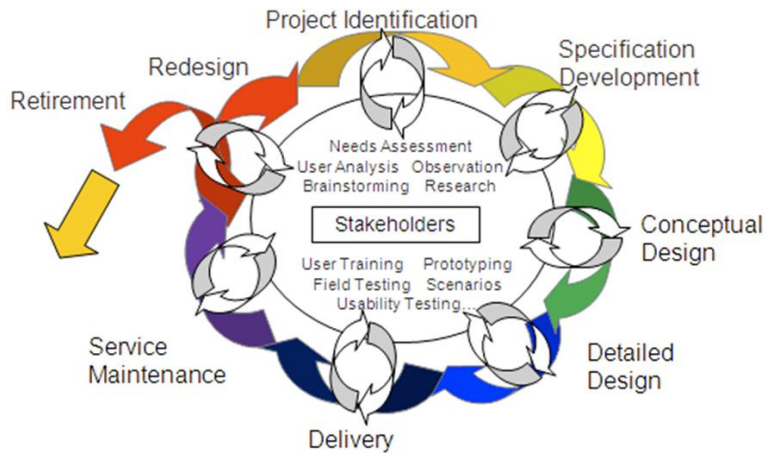 Project Identification
Specification
Development
Redesign
Retirement
Needs Assessment
User Analysis Observation
Brainstorming Research
Stakeholders
User Training Prototyping
Field Testing Scenarios
Usability Testing...
Conceptual
Design
Detailed
Design
Service
Maintenance
Delivery